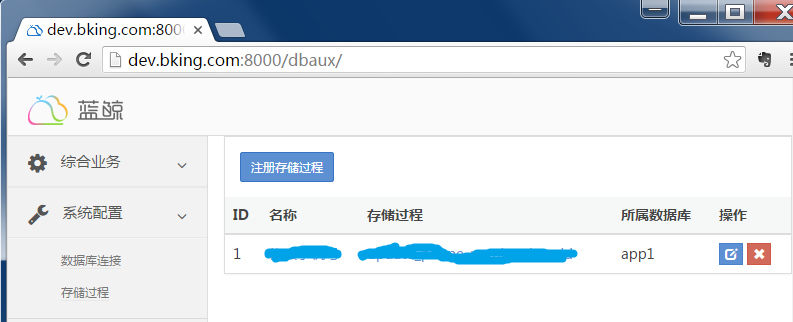 dev.bking.com:800
dev.bking.com:8000/dbaux/
蓝鲸
综合业务
系统配置
数据库连接
存储过程
注册存储过程
ID 名称 存储过程 所属数据库 操作
1 app1